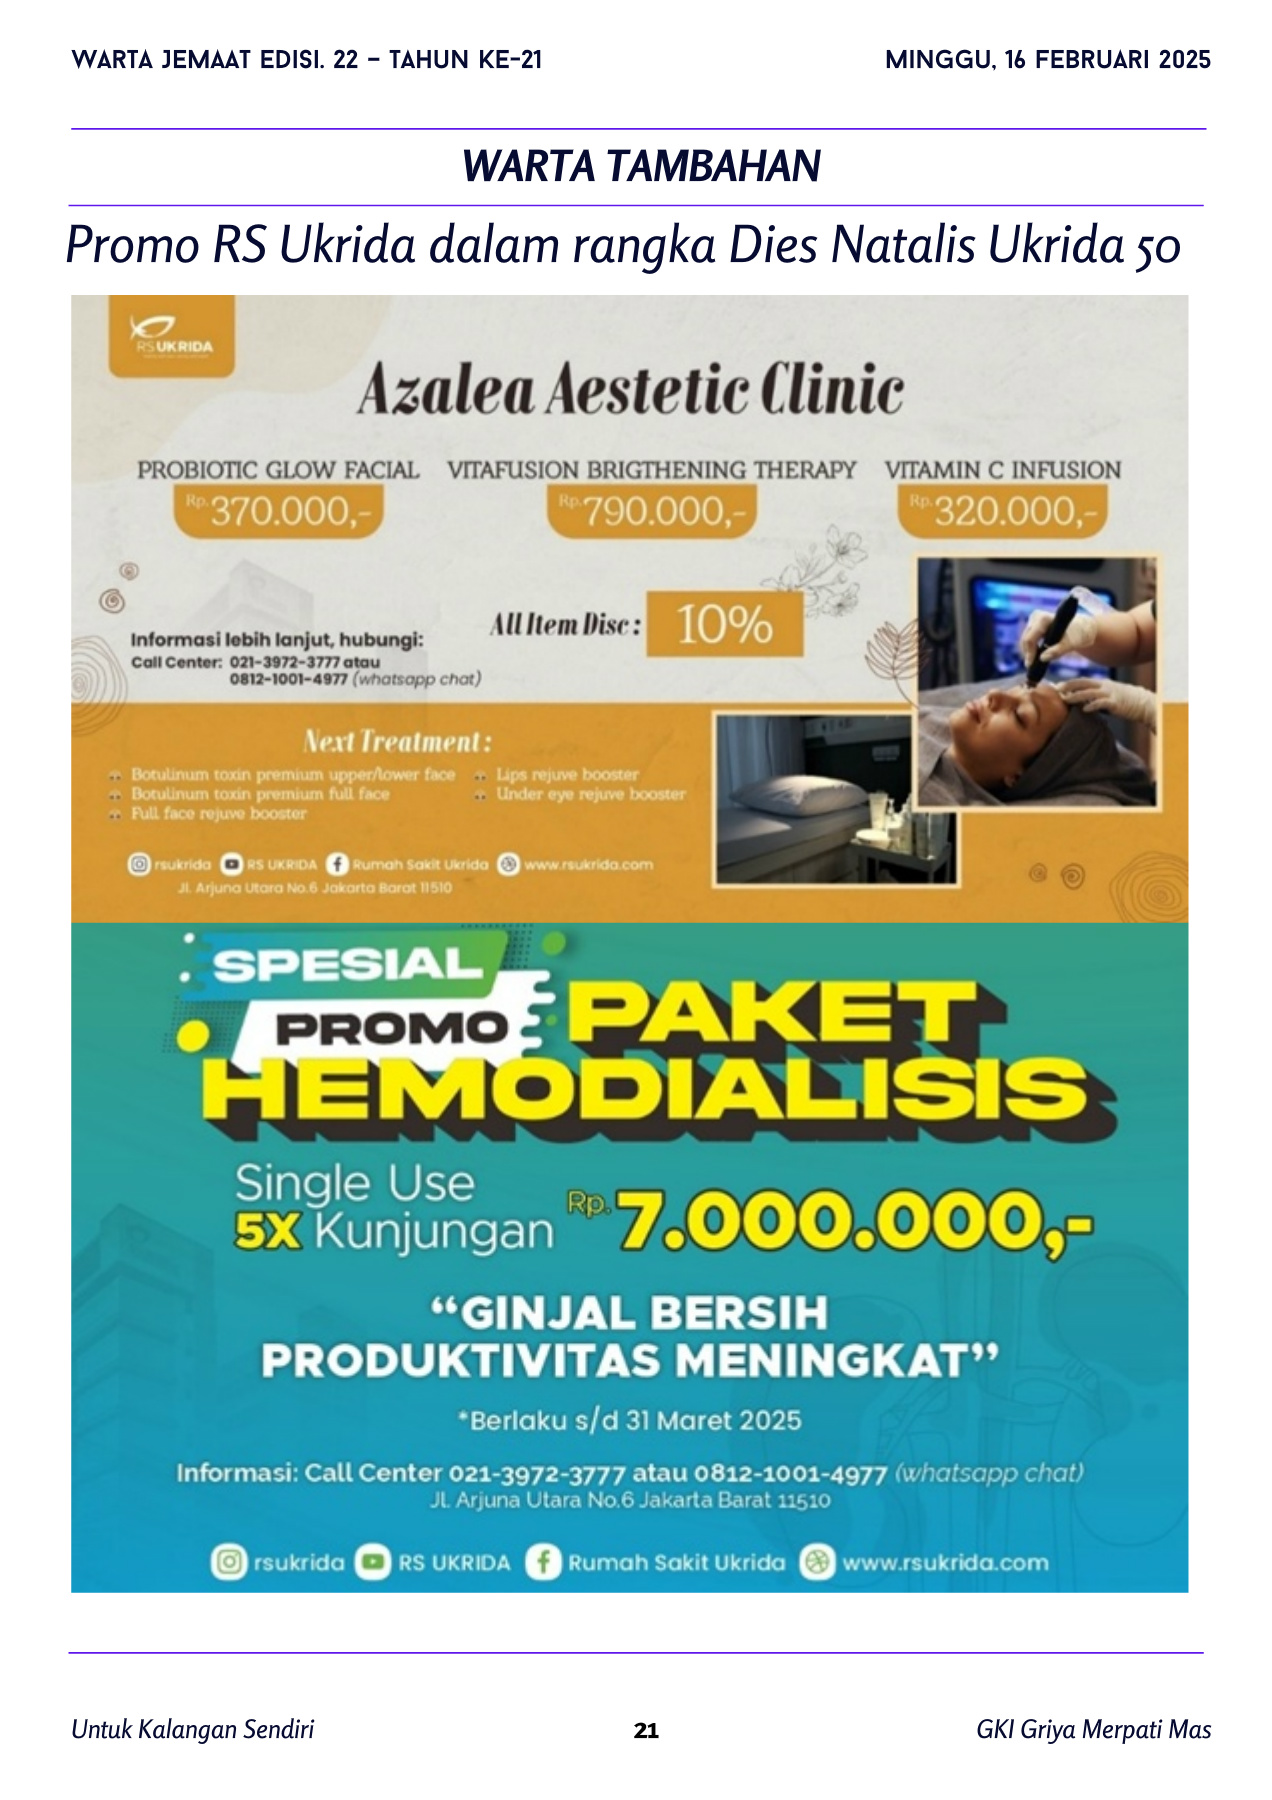 WARTA JEMAAT EDISI. 22 – TAHUN KE-21
MINGGU, 16 FEBRUARI 2025
WARTA TAMBAHAN
Promo RS Ukrida dalam rangka Dies Natalis Ukrida 50
RS UKRIDA
Azalea Aestetic Clinic
PROBIOTIC GLOW FACIAL
Rp.370.000,-
VITAFUSION BRIGTHENING THERAPY
Rp.790.000,-
VITAMIN C INFUSION
Rp.320.000,-
All Item Disc : 10%
Informasi lebih lanjut, hubungi:
Call Center: 021-3972-3777 atau
0812-1001-4977 (whatsapp chat)
Next Treatment :
Botulinum toxin premium upper/lower face
Botulinum toxin premium full face
Full face rejuve booster
Lips rejuve booster
Under eye rejuve booster
rsukrida RS UKRIDA Rumah Sakit Ukrida www.rsukrida.com
Jl. Arjuna Utara No.6 Jakarta Barat 11510
SPESIAL
PROMO
PAKET
HEMODIALISIS
Single Use
5X Kunjungan
Rp.7.000.000,-
“GINJAL BERSIH
PRODUKTIVITAS MENINGKAT”
*Berlaku s/d 31 Maret 2025
Informasi: Call Center 021-3972-3777 atau 0812-1001-4977 (whatsapp chat)
Jl. Arjuna Utara No.6 Jakarta Barat 11510
rsukrida RS UKRIDA Rumah Sakit Ukrida www.rsukrida.com
Untuk Kalangan Sendiri
21
GKI Griya Merpati Mas